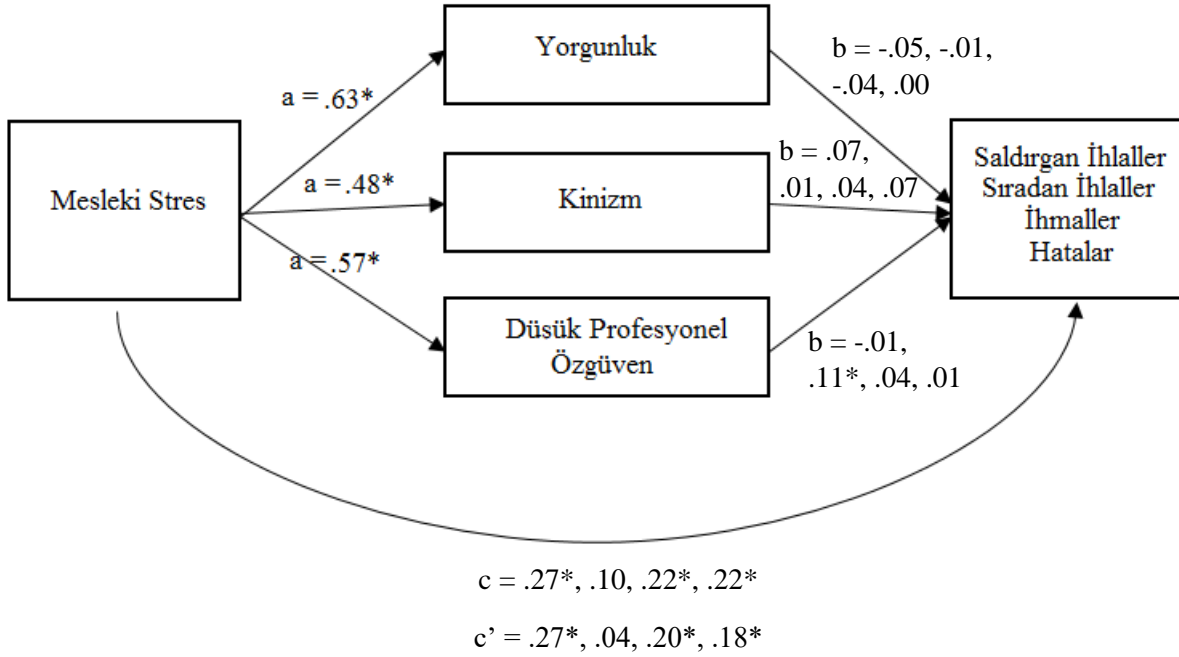 Yorgunluk
b = -.05, -.01,
-.04, .00
a = .63*
Mesleki Stres
a = .48*
Kinizm
b = .07,
.01, .04, .07
Saldırgan İhlaller
Sıradan İhlaller
İhmaller
Hatalar
a = .57*
Düsük Profesyonel
Özgüven
b = -.01,
.11*, .04, .01
c = .27*, .10, .22*, .22*
c’ = .27*, .04, .20*, .18*